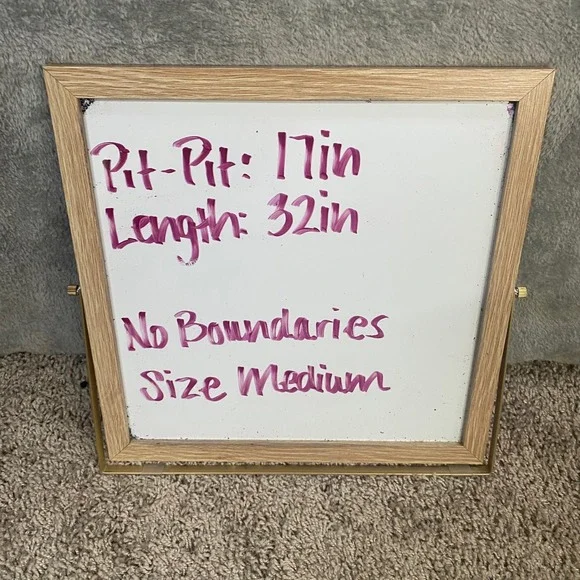 Pit-Pit: 17in
Length: 32in
No Boundaries
Size Medium